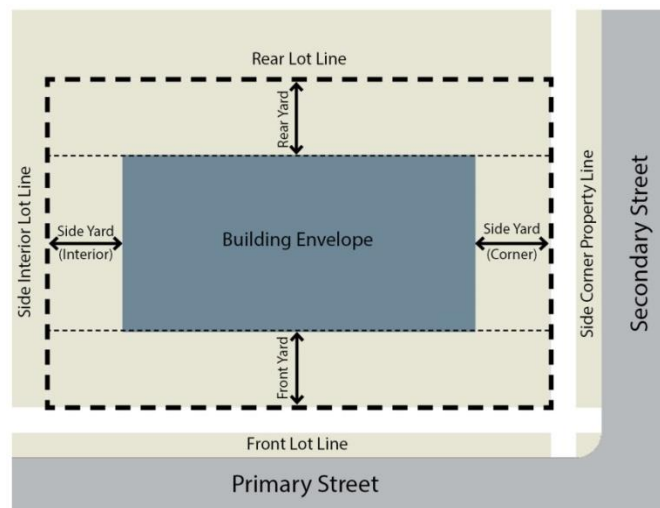 Rear Lot Line
Rear Yard
Side Interior Lot Line
Side Yard
(Interior)
Building Envelope
Side Yard
(Corner)
Side Corner Property Line
Secondary Street
Front Yard
Front Lot Line
Primary Street